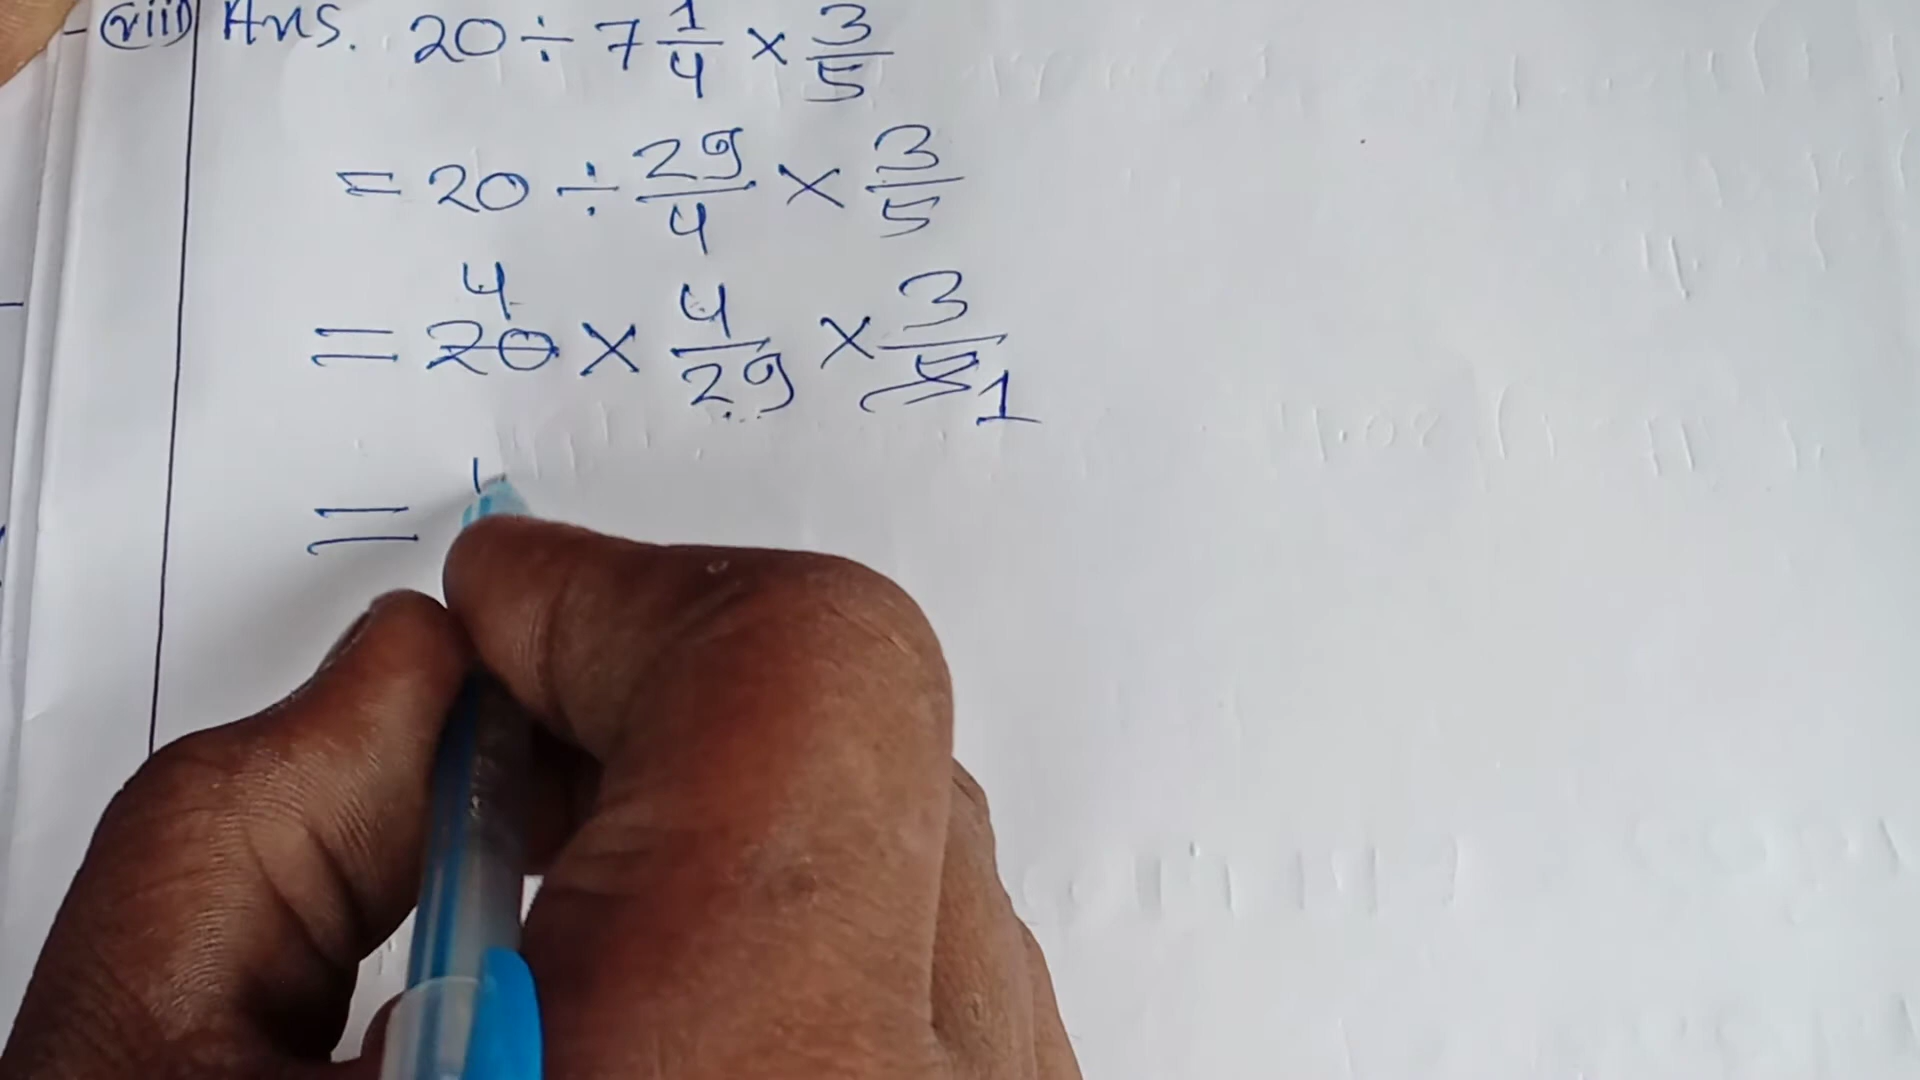 (viii) Ans. 20 ÷ 7 1/4 × 3/5
= 20 ÷ 29/4 × 3/5
4
= 20 × 4/29 × 3/5 1
=